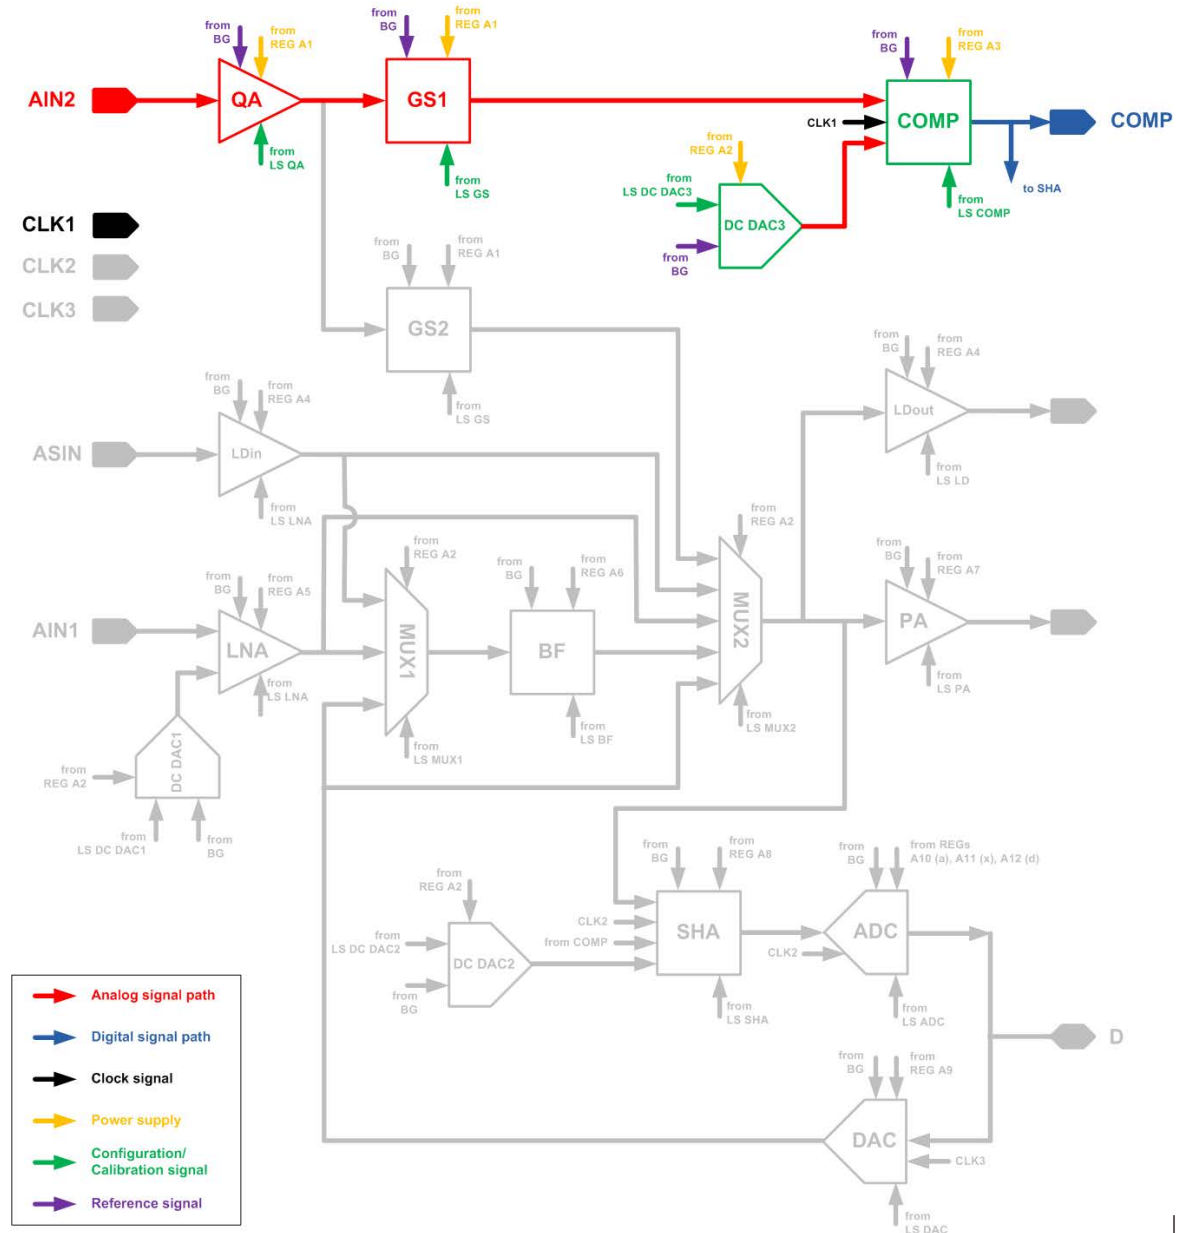 from
BG
from
REG A1
from
BG
from
REG A1
from
BG
from
REG A3
AIN2
QA
GS1
COMP
COMP
CLK1
from
LS QA
from
LS GS
from
REG A2
from
LS DC DAC3
DC DAC3
from
BG
from
LS COMP
to SHA
CLK1
CLK2
CLK3
from
BG
from
REG A1
GS2
from
LS GS
from
BG
from
REG A4
ASIN
LDin
from
LS LNA
from
BG
from
REG A4
LDout
from
LS LD
from
BG
from
REG A5
AIN1
LNA
from
LS LNA
from
REG A2
MUX1
from
LS MUX1
from
BG
from
REG A6
BF
from
LS BF
from
REG A2
MUX2
from
LS MUX2
from
BG
from
REG A7
PA
from
LS PA
DC DAC1
from
REG A2
from
LS DC DAC1
from
BG
from
REG A2
from
LS DC DAC2
DC DAC2
from
BG
from
BG
from
REG A8
CLK2
from COMP
SHA
from
LS SHA
from
BG
from REGs
A10 (a), A11 (x), A12 (d)
ADC
CLK2
from
LS ADC
D
from
BG
from
REG A9
DAC
CLK3
from
LS DAC
Analog signal path
Digital signal path
Clock signal
Power supply
Configuration/
Calibration signal
Reference signal